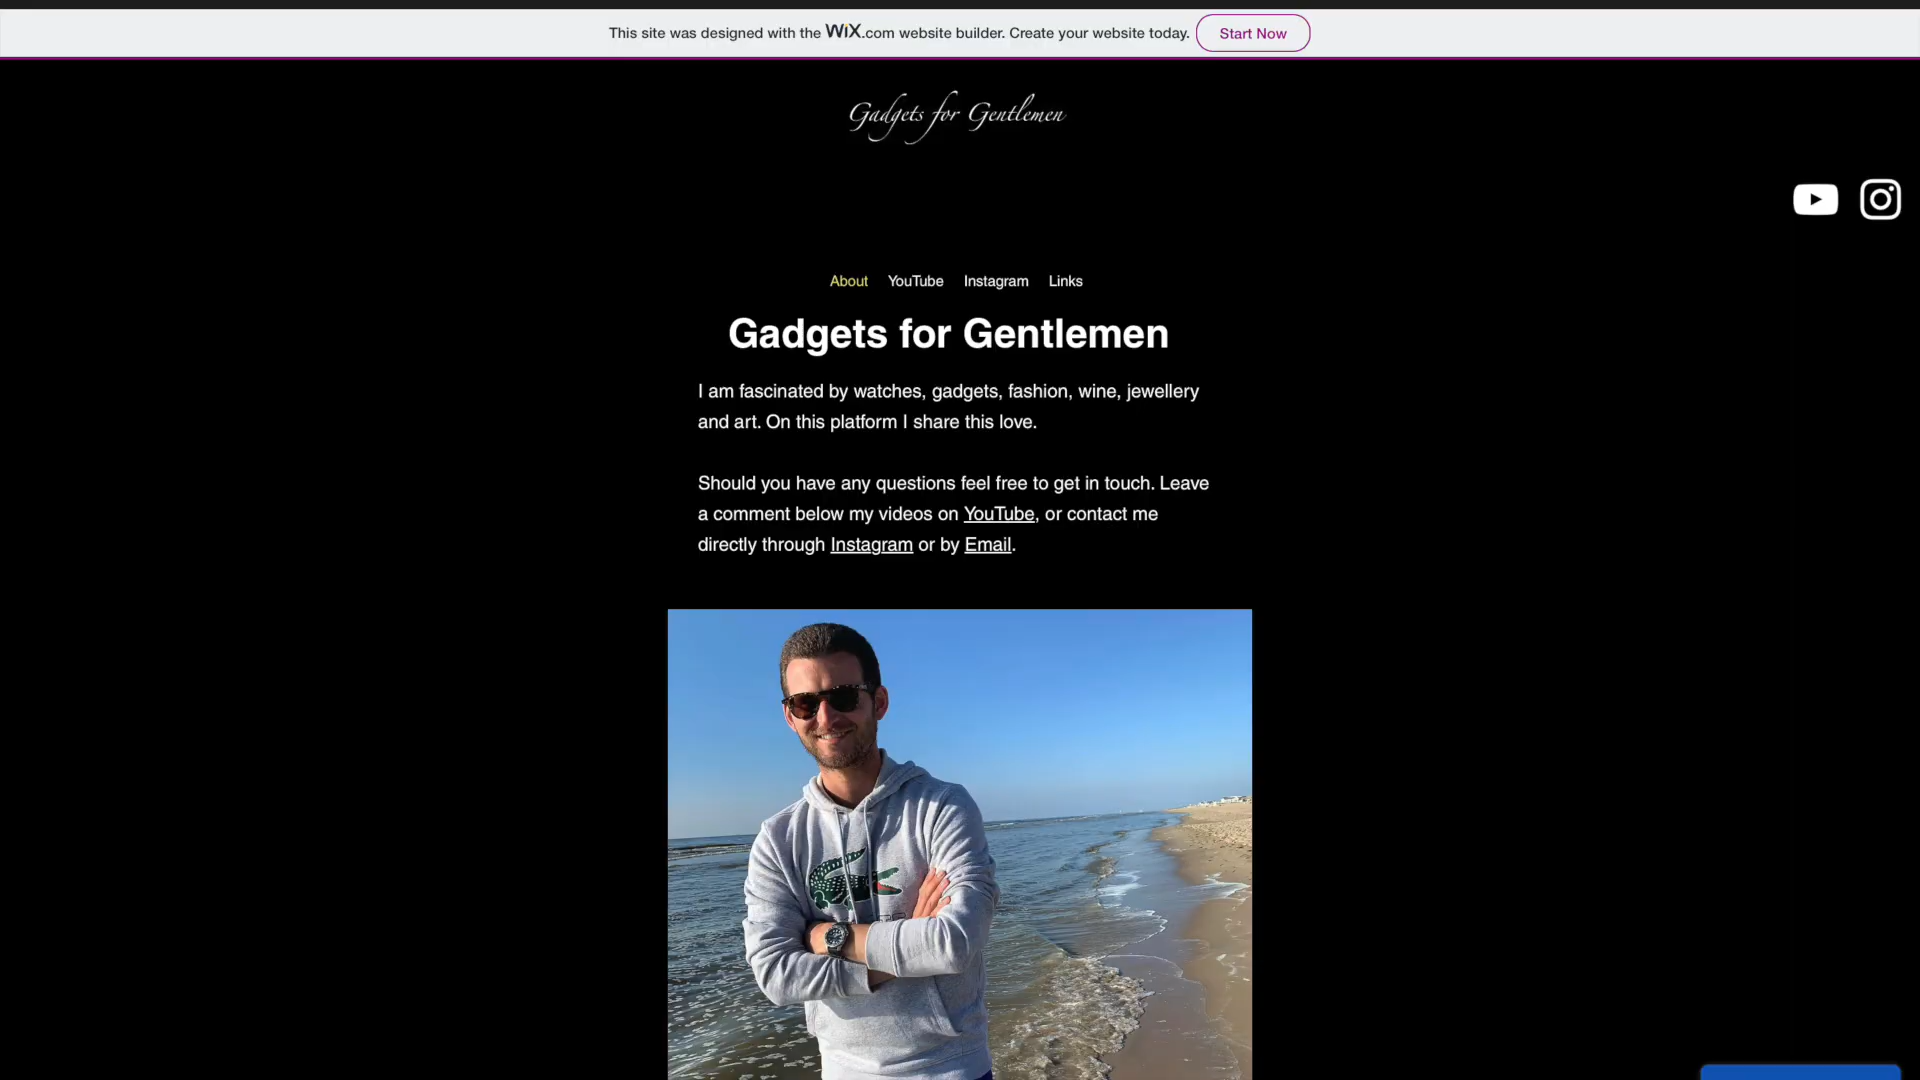 This site was designed with the WiX.com website builder. Create your website today. Start Now
Gadgets for Gentlemen
About YouTube Instagram Links
Gadgets for Gentlemen
I am fascinated by watches, gadgets, fashion, wine, jewellery
and art. On this platform I share this love.
Should you have any questions feel free to get in touch. Leave
a comment below my videos on YouTube, or contact me
directly through Instagram or by Email.